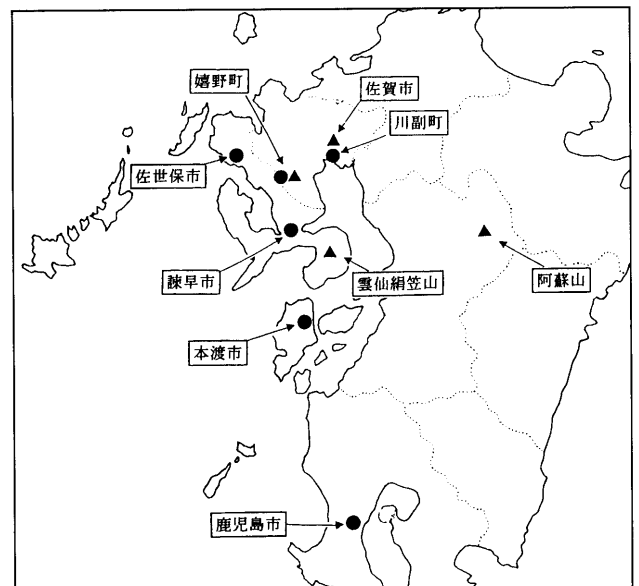 嬉野町
佐賀市
川副町
佐世保市
諫早市
雲仙絹笠山
阿蘇山
本渡市
鹿児島市